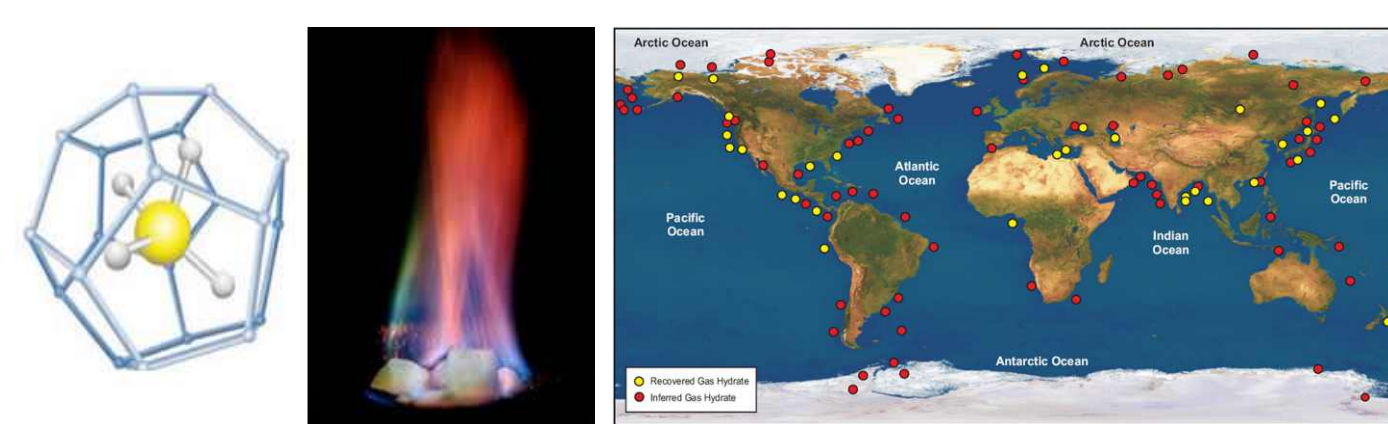 Arctic Ocean
Arctic Ocean
Atlantic
Ocean
Pacific
Ocean
Pacific
Ocean
Indian
Ocean
Antarctic Ocean
Recovered Gas Hydrate
Inferred Gas Hydrate